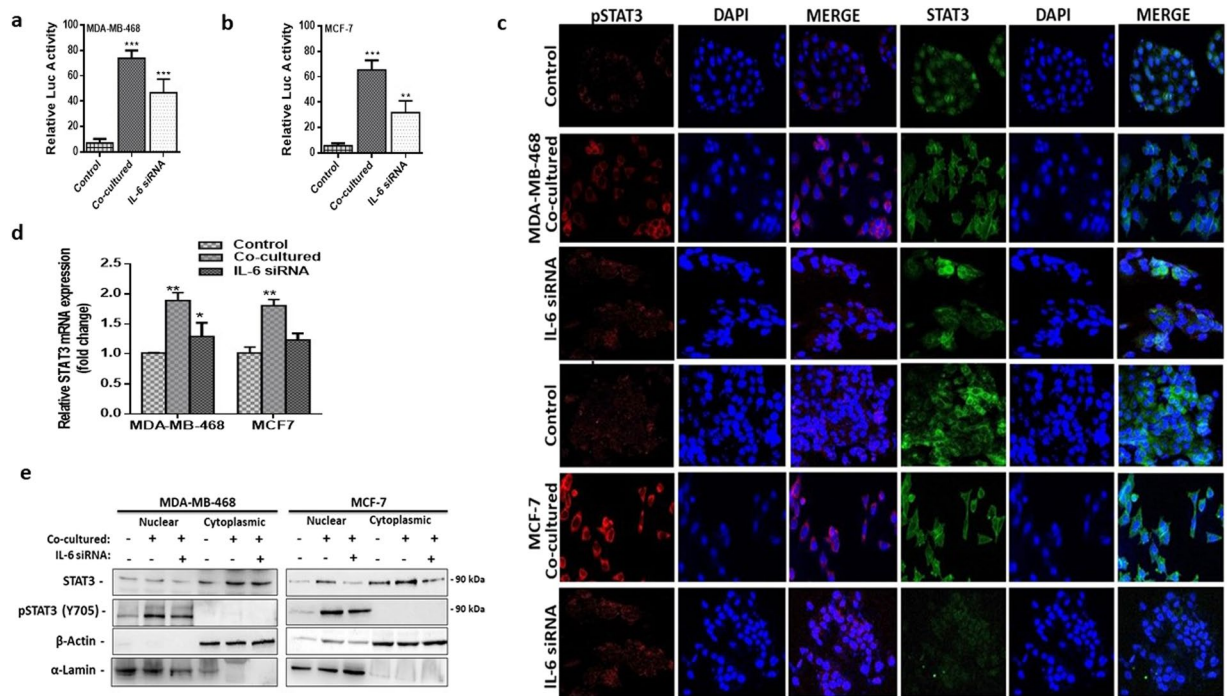 a
MDA-MB-468
Relative Luc Activity
100
80
60
40
20
0
***
***
Control
Co-cultured
IL-6 siRNA
b
MCF-7
Relative Luc Activity
100
80
60
40
20
0
***
**
Control
Co-cultured
IL-6 siRNA
c
pSTAT3 DAPI MERGE STAT3 DAPI MERGE
MDA-MB-468
Control
Co-cultured
IL-6 siRNA
MCF-7
Control
Co-cultured
IL-6 siRNA
d
Control
Co-cultured
IL-6 siRNA
Relative STAT3 mRNA expression
(fold change)
2.5
2.0
1.5
1.0
0.5
0.0
**
*
**
MDA-MB-468 MCF7
e
MDA-MB-468 MCF-7
Nuclear Cytoplasmic Nuclear Cytoplasmic
Co-cultured: - + + - + + - + + - + +
IL-6 siRNA: + + + +
STAT3 - - 90 kDa
pSTAT3 (Y705) - - 90 kDa
β-Actin -
α-Lamin -